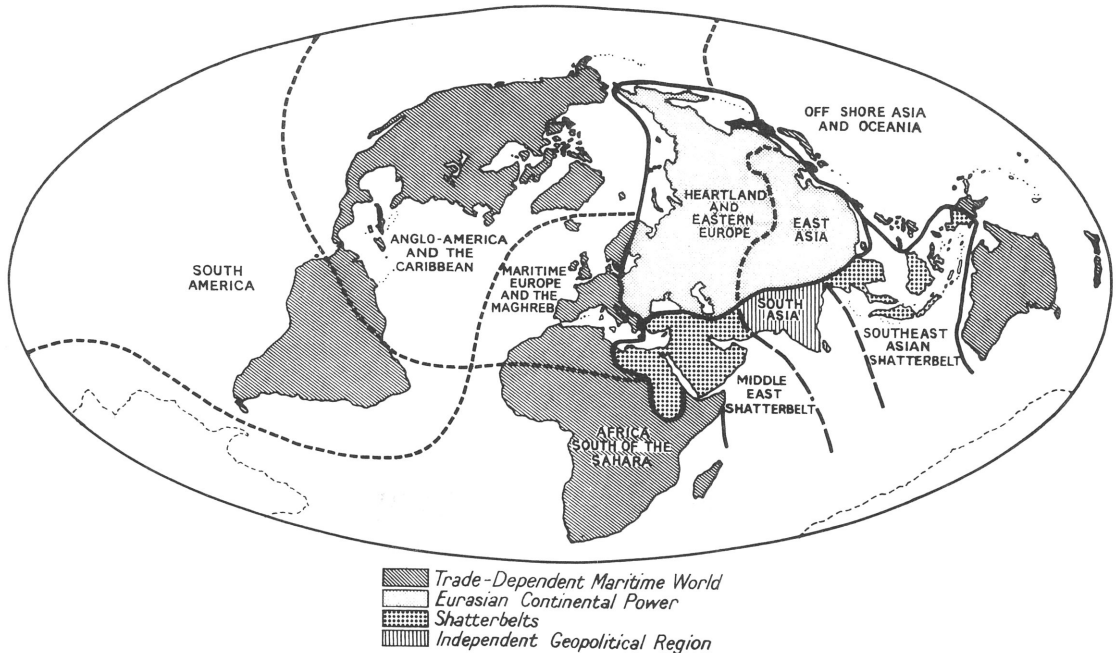 OFF SHORE ASIA
AND OCEANIA
HEARTLAND
AND
EASTERN
EUROPE
EAST
ASIA
ANGLO-AMERICA
AND THE
CARIBBEAN
MARITIME
EUROPE
AND THE
MAGHREB
SOUTH
AMERICA
SOUTH
ASIA
SOUTHEAST
ASIAN
SHATTERBELT
MIDDLE
EAST
SHATTERBELT
AFRICA
SOUTH OF THE
SAHARA
Trade-Dependent Maritime World
Eurasian Continental Power
Shatterbelts
Independent Geopolitical Region